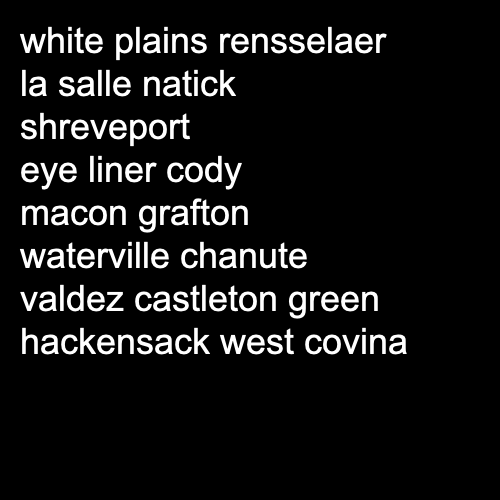 white plains rensselaer
la salle natick
shreveport
eye liner cody
macon grafton
waterville chanute
valdez castleton green
hackensack west covina